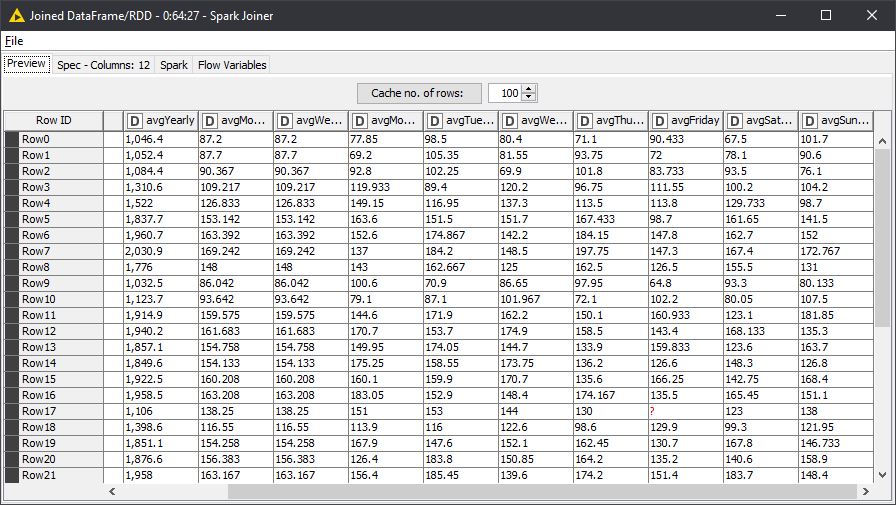 Joined DataFrame/RDD - 0:64:27 - Spark Joiner
File
Preview Spec - Columns: 12 Spark Flow Variables
Cache no. of rows: 100
Row ID D avgYearly D avgMo... D avgWe... D avgMo... D avgTue... D avgWe... D avgThu... D avgFriday D avgSat... D avgSun...
Row0 1,046.4 87.2 87.2 77.85 98.5 80.4 71.1 90.433 67.5 101.7
Row1 1,052.4 87.7 87.7 69.2 105.35 81.55 93.75 72 78.1 90.6
Row2 1,084.4 90.367 90.367 92.8 102.25 69.9 101.8 83.733 93.5 76.1
Row3 1,310.6 109.217 109.217 119.933 89.4 120.2 96.75 111.55 100.2 104.2
Row4 1,522 126.833 126.833 149.15 116.95 137.3 113.5 113.8 129.733 98.7
Row5 1,837.7 153.142 153.142 163.6 151.5 151.7 167.433 98.7 161.65 141.5
Row6 1,960.7 163.392 163.392 152.6 174.867 142.2 184.15 147.8 162.7 152
Row7 2,030.9 169.242 169.242 137 184.2 148.5 197.75 147.3 167.4 172.767
Row8 1,776 148 148 143 162.667 125 162.5 126.5 155.5 131
Row9 1,032.5 86.042 86.042 100.6 70.9 86.65 97.95 64.8 93.3 80.133
Row10 1,123.7 93.642 93.642 79.1 87.1 101.967 72.1 102.2 80.05 107.5
Row11 1,914.9 159.575 159.575 144.6 171.9 162.2 150.1 160.933 123.1 181.85
Row12 1,940.2 161.683 161.683 170.7 153.7 174.9 158.5 143.4 168.133 135.3
Row13 1,857.1 154.758 154.758 149.95 174.05 144.7 133.9 159.833 123.6 163.7
Row14 1,849.6 154.133 154.133 175.25 158.55 173.75 136.2 126.6 148.3 126.8
Row15 1,922.5 160.208 160.208 160.1 159.9 170.7 135.6 166.25 142.75 168.4
Row16 1,958.5 163.208 163.208 183.05 152.9 148.4 174.167 135.5 165.45 151.1
Row17 1,106 138.25 138.25 151 153 144 130 ? 123 138
Row18 1,398.6 116.55 116.55 113.9 116 122.6 98.6 129.9 99.3 121.95
Row19 1,851.1 154.258 154.258 167.9 147.6 152.1 162.45 130.7 167.8 146.733
Row20 1,876.6 156.383 156.383 126.4 183.8 150.85 164.2 135.2 140.6 158.9
Row21 1,958 163.167 163.167 156.4 185.45 139.6 174.2 151.4 183.7 148.4